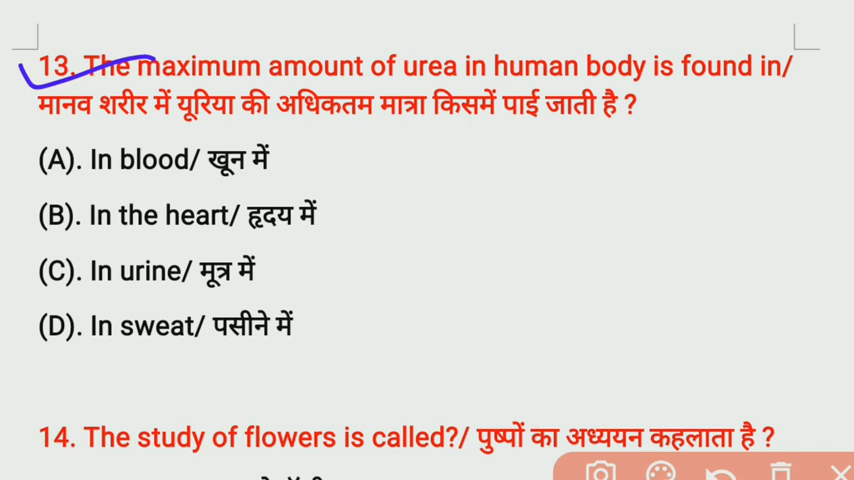 13. The maximum amount of urea in human body is found in/
मानव शरीर में यूरिया की अधिकतम मात्रा किसमें पाई जाती है ?
(A). In blood/ खून में
(B). In the heart/ हृदय में
(C). In urine/ मूत्र में
(D). In sweat/ पसीने में
14. The study of flowers is called?/ पुष्पों का अध्ययन कहलाता है ?